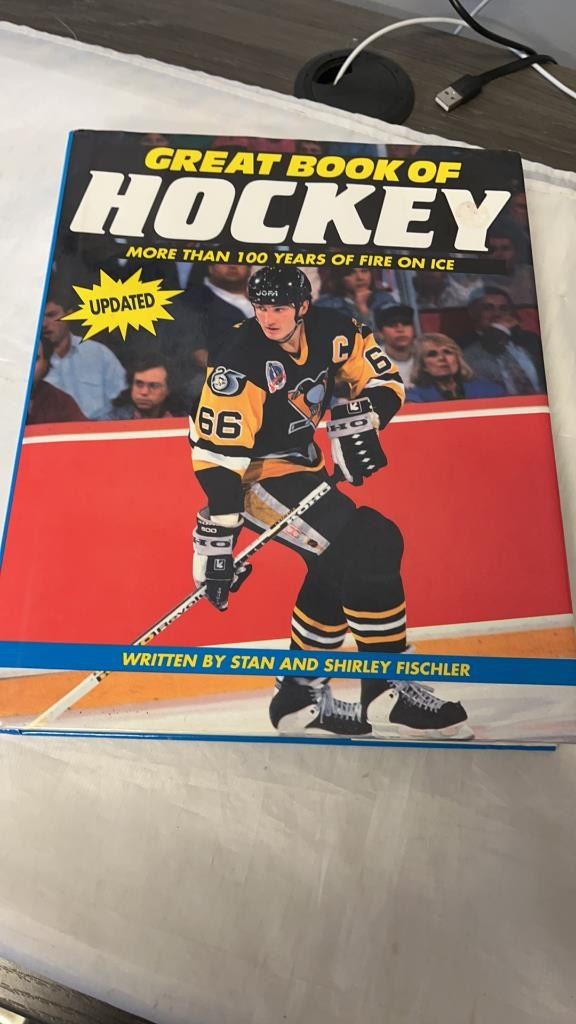 GREAT BOOK OF
HOCKEY
MORE THAN 100 YEARS OF FIRE ON ICE
UPDATED
JOFA
C
66
66
WRITTEN BY STAN AND SHIRLEY FISCHLER